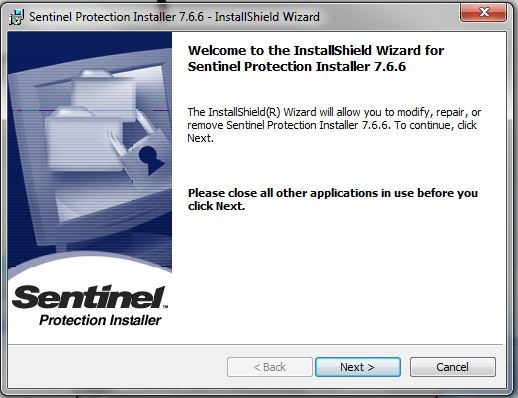 Sentinel Protection Installer 7.6.6 - InstallShield Wizard
Welcome to the InstallShield Wizard for
Sentinel Protection Installer 7.6.6
The InstallShield(R) Wizard will allow you to modify, repair, or
remove Sentinel Protection Installer 7.6.6. To continue, click
Next.
Please close all other applications in use before you
click Next.
Sentinel™
Protection Installer
< Back
Next >
Cancel